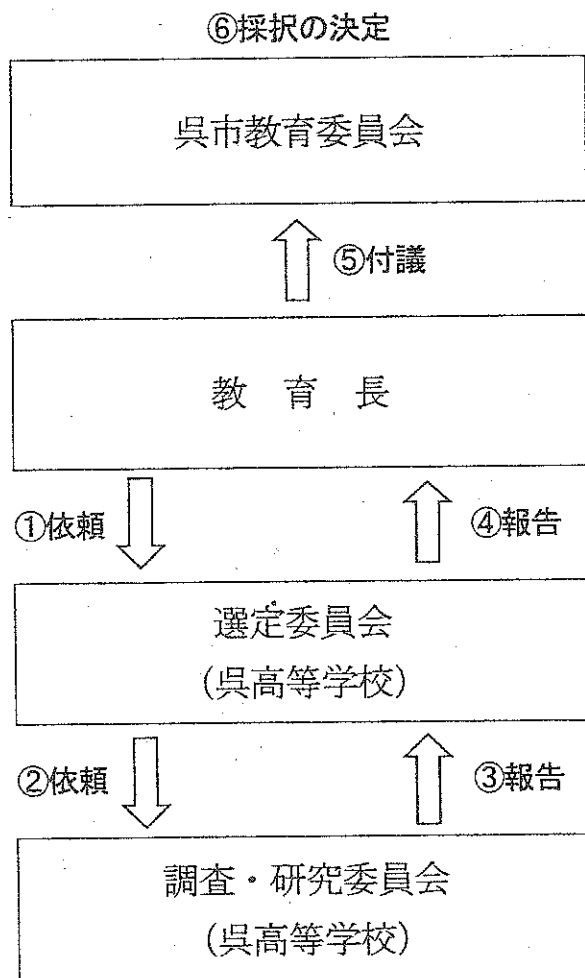 ⑥採択の決定
呉市教育委員会
⑤付議
教　育　長
①依頼
④報告
選定委員会
(呉高等学校)
②依頼
③報告
調査・研究委員会
(呉高等学校)